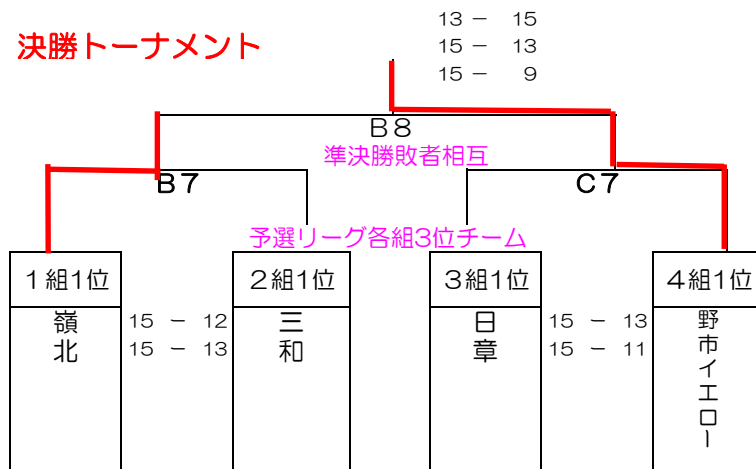 13 － 15
決勝トーナメント
15 － 13
15 － 9
B8
準決勝敗者相互
B7
C7
予選リーグ各組3位チーム
1組1位
2組1位
3組1位
4組1位
嶺北
15 － 12
15 － 13
三和
日章
15 － 13
15 － 11
野市イエロー